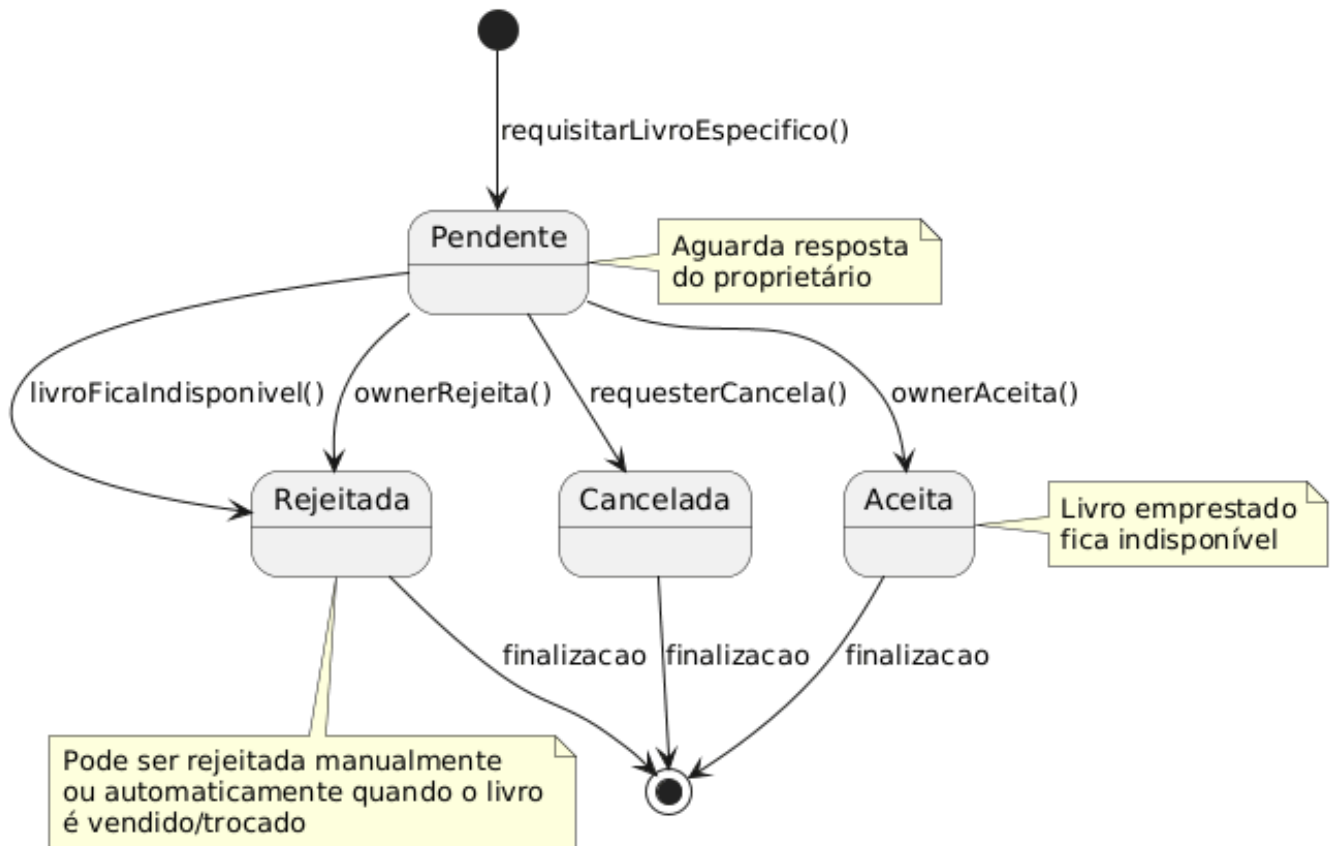 requisitarLivroEspecifico()
Pendente
Aguarda resposta
do proprietário
livroFicaIndisponivel()
ownerRejeita()
requesterCancela()
ownerAceita()
Rejeitada
Cancelada
Aceita
Livro emprestado
fica indisponível
finalizacao
finalizacao
finalizacao
Pode ser rejeitada manualmente
ou automaticamente quando o livro
é vendido/trocado